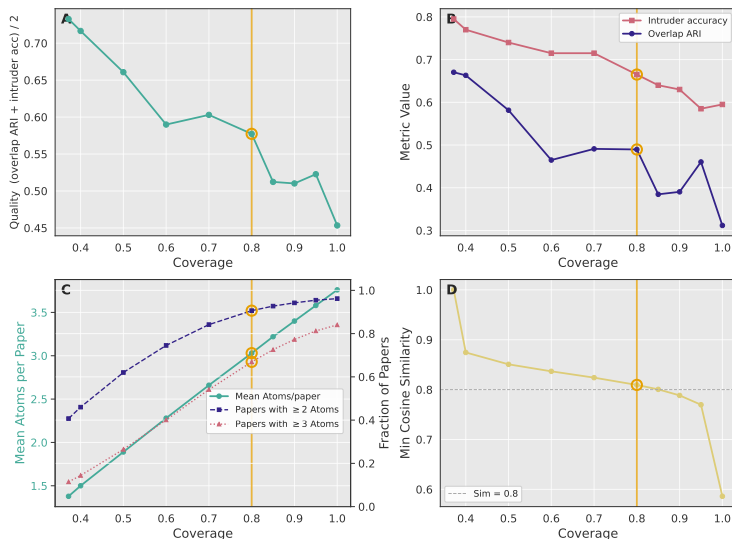 A
Quality (overlap ARI + intruder acc) / 2
0.70
0.65
0.60
0.55
0.50
0.45
0.4
0.5
0.6
0.7
0.8
0.9
1.0
Coverage
B
Intruder accuracy
Overlap ARI
Metric Value
0.8
0.7
0.6
0.5
0.4
0.3
0.4
0.5
0.6
0.7
0.8
0.9
1.0
Coverage
C
Mean Atoms per Paper
3.5
3.0
2.5
2.0
1.5
Mean Atoms/paper
Papers with ≥2 Atoms
Papers with ≥3 Atoms
1.0
0.8
0.6
0.4
0.2
0.0
Fraction of Papers
0.4
0.5
0.6
0.7
0.8
0.9
1.0
Coverage
D
Min Cosine Similarity
1.0
0.9
0.8
0.7
0.6
Sim = 0.8
0.4
0.5
0.6
0.7
0.8
0.9
1.0
Coverage